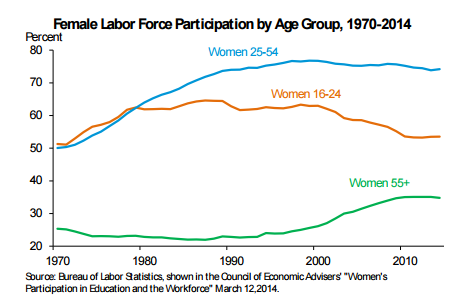 Female Labor Force Participation by Age Group, 1970-2014
Percent
80
Women 25-54
70
Women 16-24
60
50
40
Women 55+
30
20
1970 1980 1990 2000 2010
Source: Bureau of Labor Statistics, shown in the Council of Economic Advisers' "Women's
Participation in Education and the Workforce" March 12,2014.